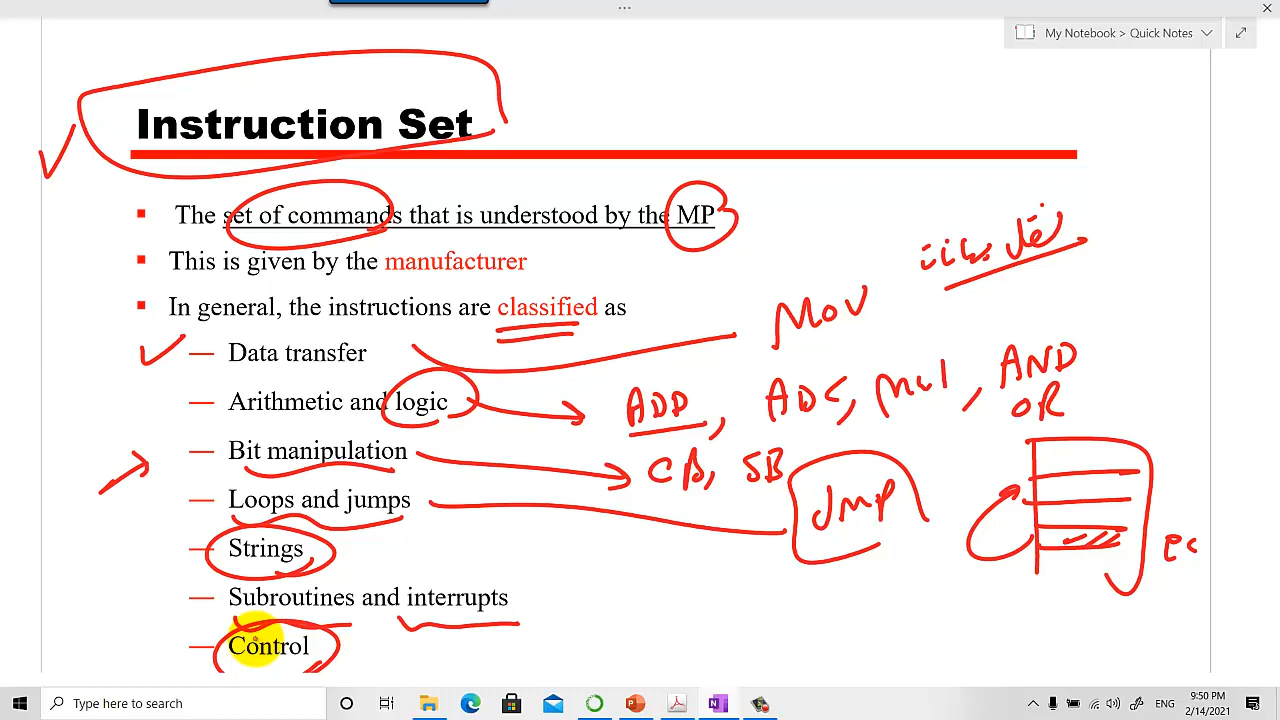 My Notebook > Quick Notes
Instruction Set
The set of commands that is understood by the MP
This is given by the manufacturer
In general, the instructions are classified as
MOV
— Data transfer
— Arithmetic and logic
ADD, ADC, Mul, AND
OR
— Bit manipulation
CB, SB
— Loops and jumps
JMP
— Strings
PC
— Subroutines and interrupts
— Control
Type here to search
ENG
9:50 PM
2/14/2021